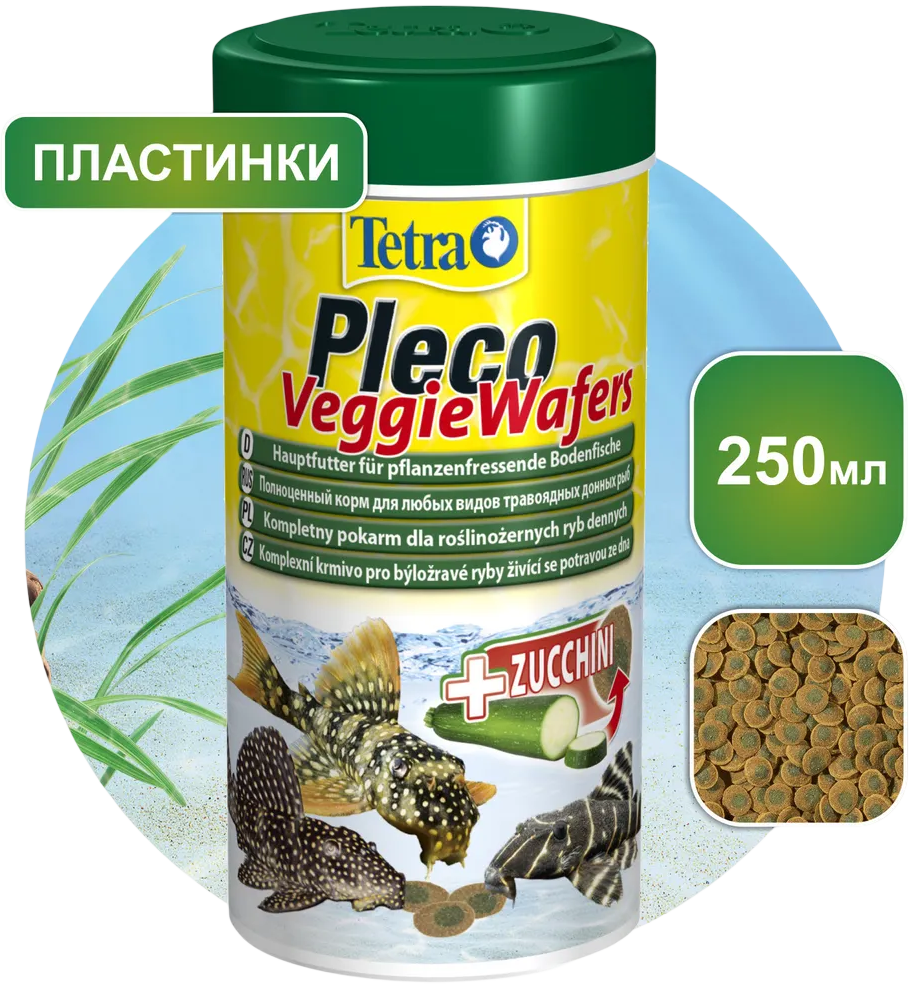 ПЛАСТИНКИ
Tetra
Pleco
VeggieWafers
D Hauptfutter für pflanzenfressende Bodenfische
RUS Полноценный корм для любых видов травоядных донных рыб
PL Kompletny pokarm dla roślinożernych ryb dennych
CZ Komplexní krmivo pro býložravé ryby živící se potravou ze dna
250мл
+ZUCCHINI